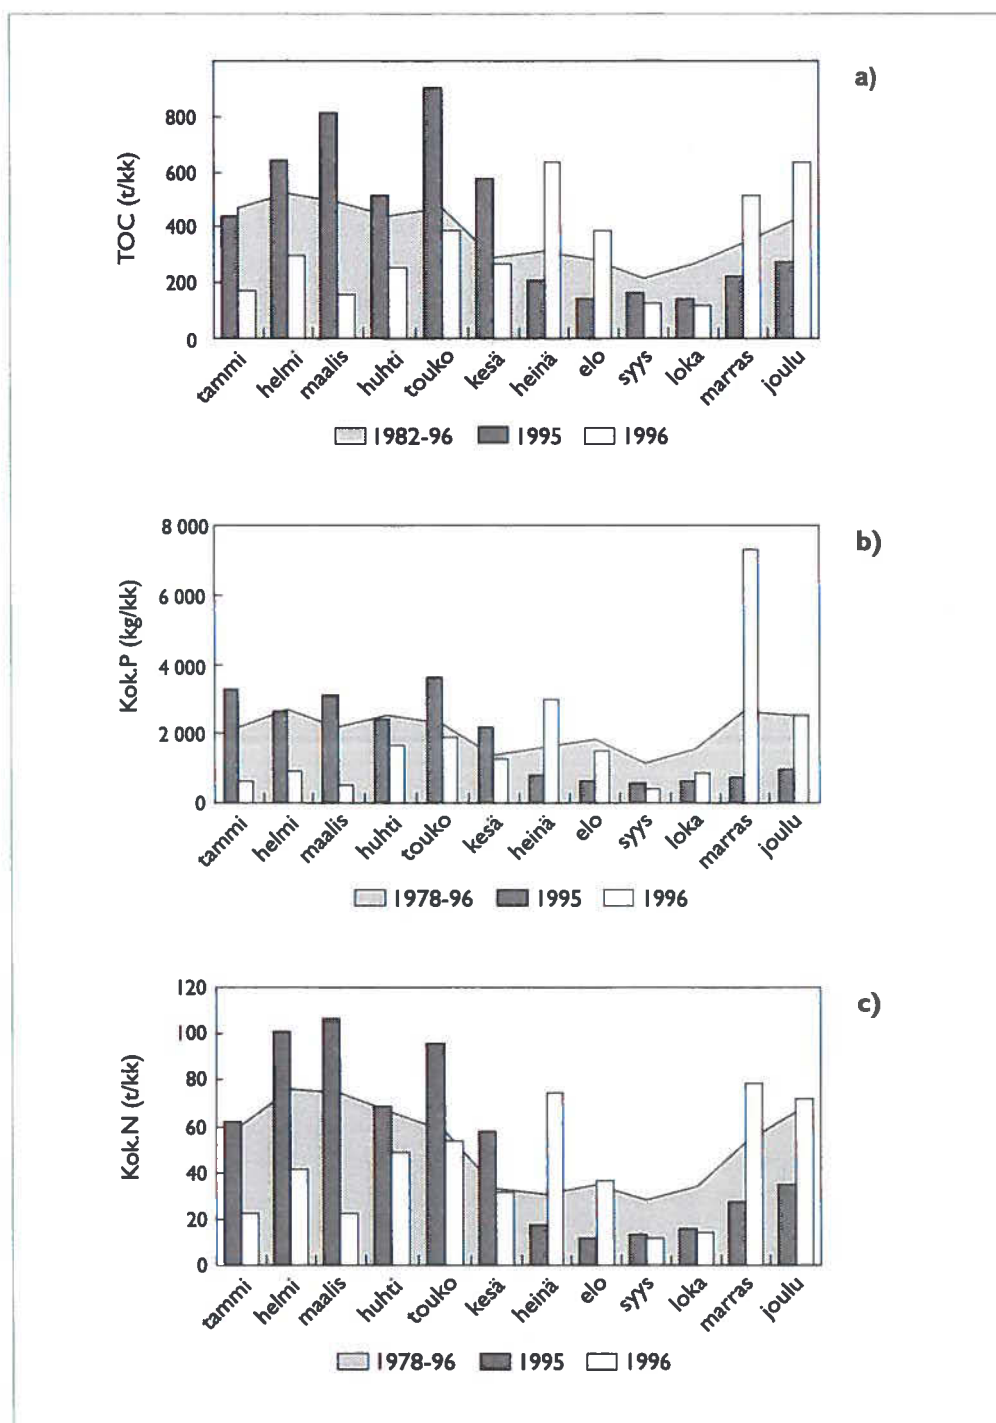 a)
TOC (t/kk)
800
600
400
200
0
tammi helmi maalis huhti touko kesä heinä elo syys loka marras joulu
1982-96 1995 1996
b)
Kok.P (kg/kk)
8 000
6 000
4 000
2 000
0
tammi helmi maalis huhti touko kesä heinä elo syys loka marras joulu
1978-96 1995 1996
c)
Kok.N (t/kk)
120
100
80
60
40
20
0
tammi helmi maalis huhti touko kesä heinä elo syys loka marras joulu
1978-96 1995 1996